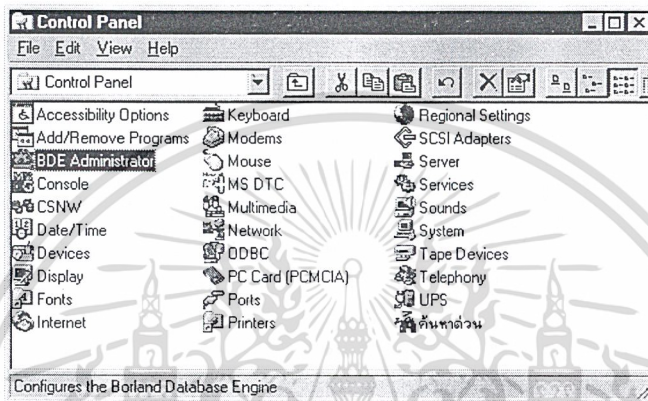 Control Panel
File Edit View Help
Control Panel
Accessibility Options Keyboard Regional Settings
Add/Remove Programs Modems SCSI Adapters
BDE Administrator Mouse Server
Console MS DTC Services
CSNW Multimedia Sounds
Date/Time Network System
Devices ODBC Tape Devices
Display PC Card (PCMCIA) Telephony
Fonts Ports UPS
Internet Printers ค้นหาด่วน
Configures the Borland Database Engine